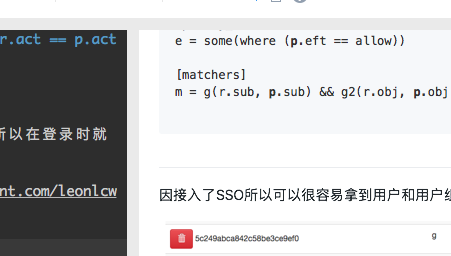 r.act == p.act
所以在登录时就
nt.com/leonlcw
e = some(where (p.eft == allow))
[matchers]
m = g(r.sub, p.sub) && g2(r.obj, p.obj
因接入了SSO所以可以很容易拿到用户和用户组
5c249abca842c58be3ce9ef0 g